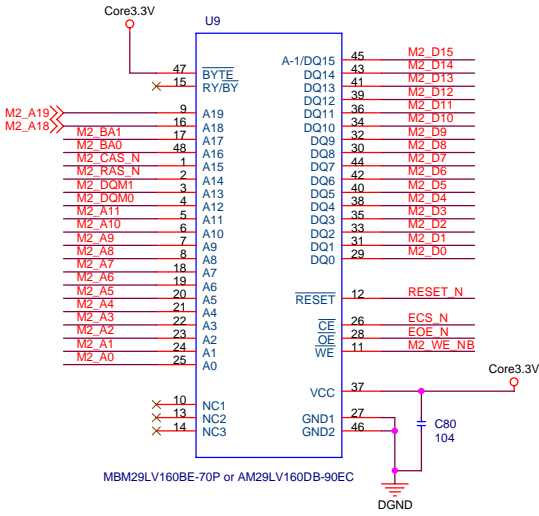 Core3.3V
U9
47 BYTE
15 RY/BY
M2_A19 9 A19
M2_A18 16 A18
M2_BA1 17 A17
M2_BA0 48 A16
M2_CAS_N 1 A15
M2_RAS_N 2 A14
M2_DQM1 3 A13
M2_DQM0 4 A12
M2_A11 5 A11
M2_A10 6 A10
M2_A9 7 A9
M2_A8 8 A8
M2_A7 18 A7
M2_A6 19 A6
M2_A5 20 A5
M2_A4 21 A4
M2_A3 22 A3
M2_A2 23 A2
M2_A1 24 A1
M2_A0 25 A0
10 NC1
13 NC2
14 NC3
A-1/DQ15 45 M2_D15
DQ14 43 M2_D14
DQ13 41 M2_D13
DQ12 39 M2_D12
DQ11 36 M2_D11
DQ10 34 M2_D10
DQ9 32 M2_D9
DQ8 30 M2_D8
DQ7 44 M2_D7
DQ6 42 M2_D6
DQ5 40 M2_D5
DQ4 38 M2_D4
DQ3 35 M2_D3
DQ2 33 M2_D2
DQ1 31 M2_D1
DQ0 29 M2_D0
RESET 12 RESET_N
CE 26 ECS_N
OE 28 EOE_N
WE 11 M2_WE_NB
VCC 37
Core3.3V
GND1 27
GND2 46
C80
104
MBM29LV160BE-70P or AM29LV160DB-90EC
DGND